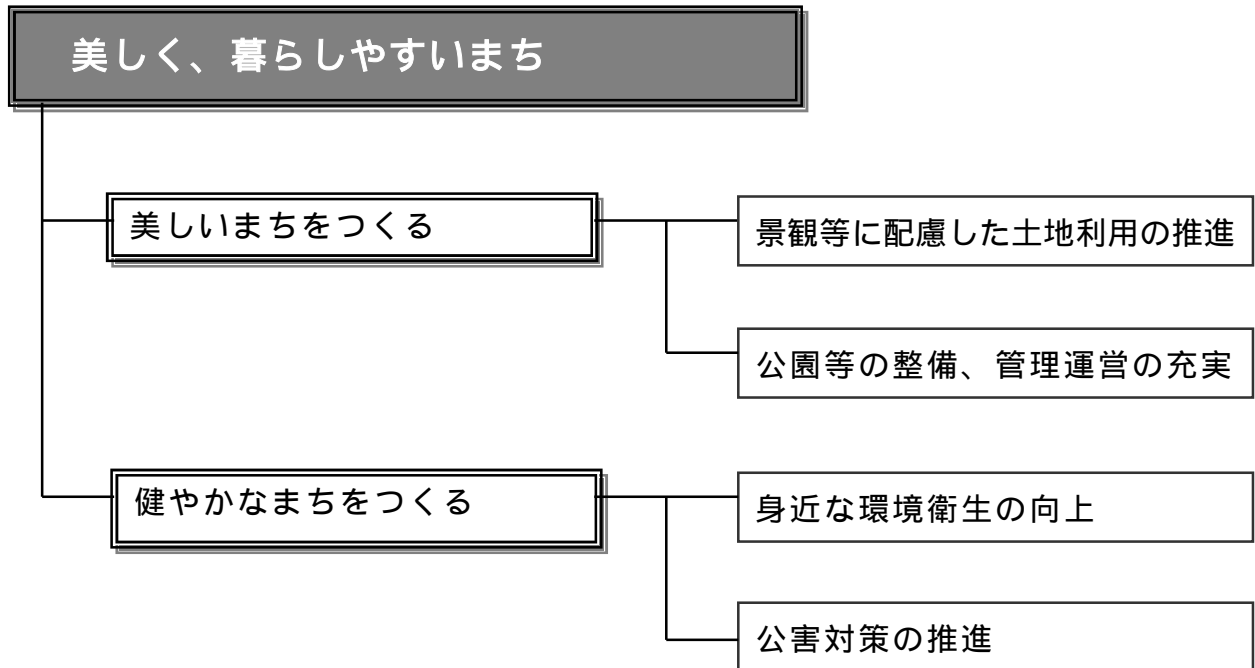 美しく、暮らしやすいまち
美しいまちをつくる
景観等に配慮した土地利用の推進
公園等の整備、管理運営の充実
健やかなまちをつくる
身近な環境衛生の向上
公害対策の推進